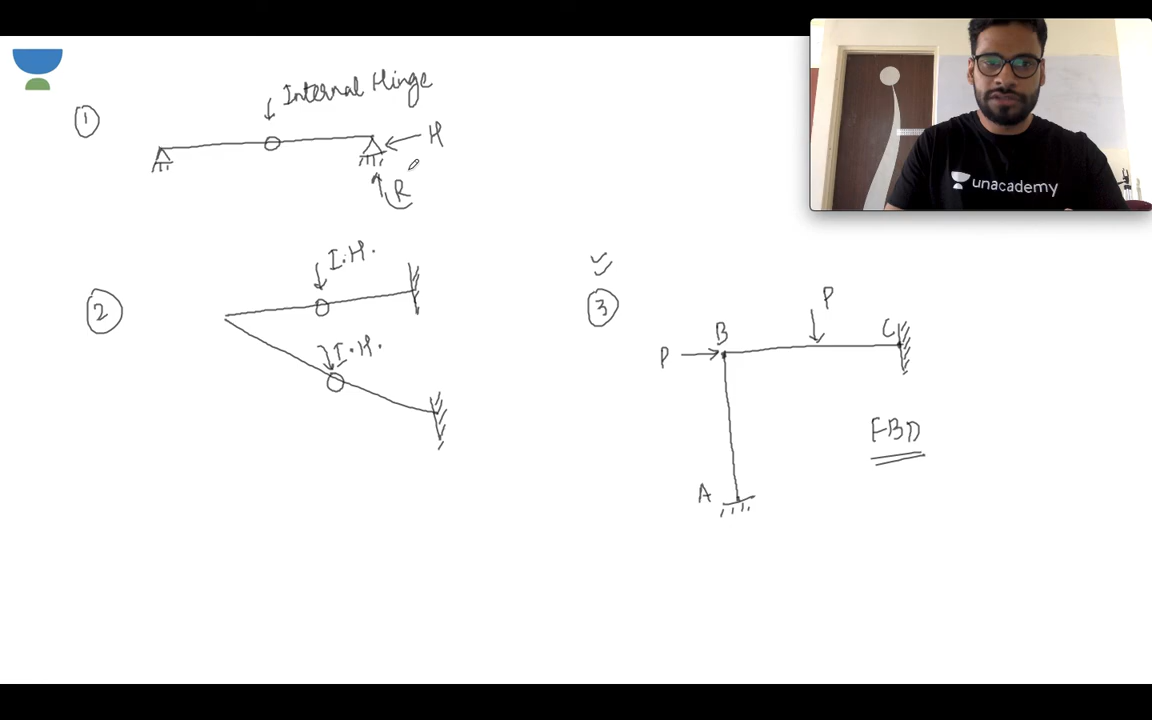 ①
Internal Hinge
H
R
②
I.H.
I.H.
③
P
B
P
C
A
FBD
unacademy